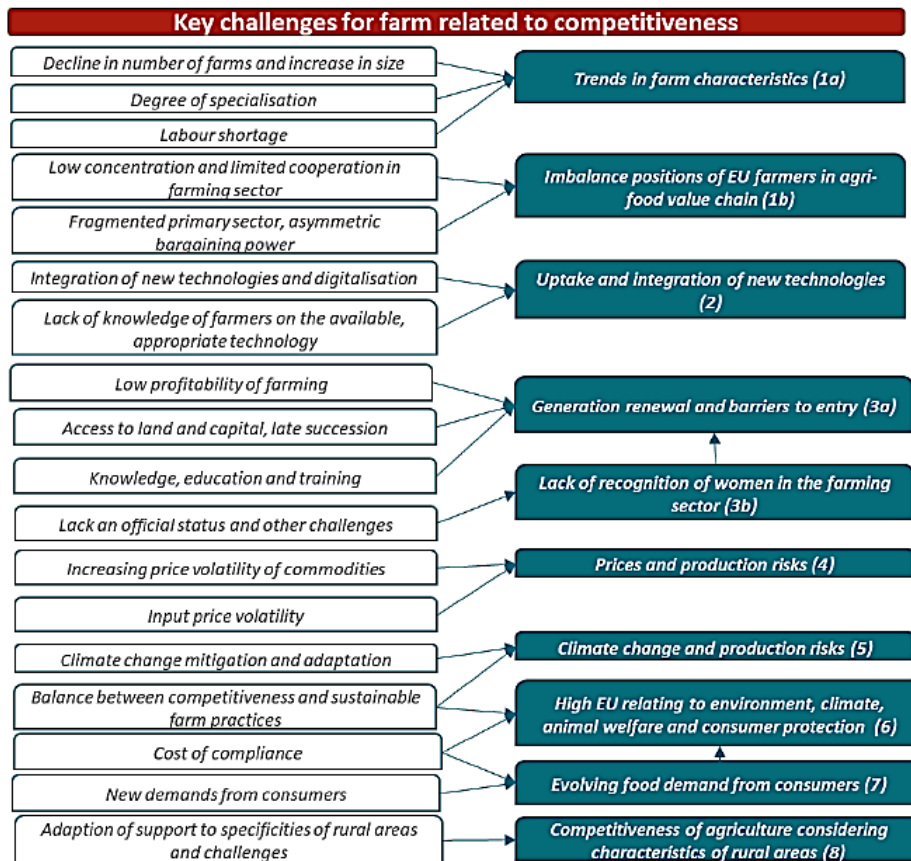 Key challenges for farm related to competitiveness
Decline in number of farms and increase in size
Degree of specialisation
Labour shortage
Trends in farm characteristics (1a)
Low concentration and limited cooperation in
farming sector
Fragmented primary sector, asymmetric
bargaining power
Imbalance positions of EU farmers in agri-
food value chain (1b)
Integration of new technologies and digitalisation
Lack of knowledge of farmers on the available,
appropriate technology
Uptake and integration of new technologies
(2)
Low profitability of farming
Access to land and capital, late succession
Knowledge, education and training
Generation renewal and barriers to entry (3a)
Lack an official status and other challenges
Lack of recognition of women in the farming
sector (3b)
Increasing price volatility of commodities
Input price volatility
Prices and production risks (4)
Climate change mitigation and adaptation
Balance between competitiveness and sustainable
farm practices
Climate change and production risks (5)
Cost of compliance
High EU relating to environment, climate,
animal welfare and consumer protection (6)
New demands from consumers
Evolving food demand from consumers (7)
Adaption of support to specificities of rural areas
and challenges
Competitiveness of agriculture considering
characteristics of rural areas (8)